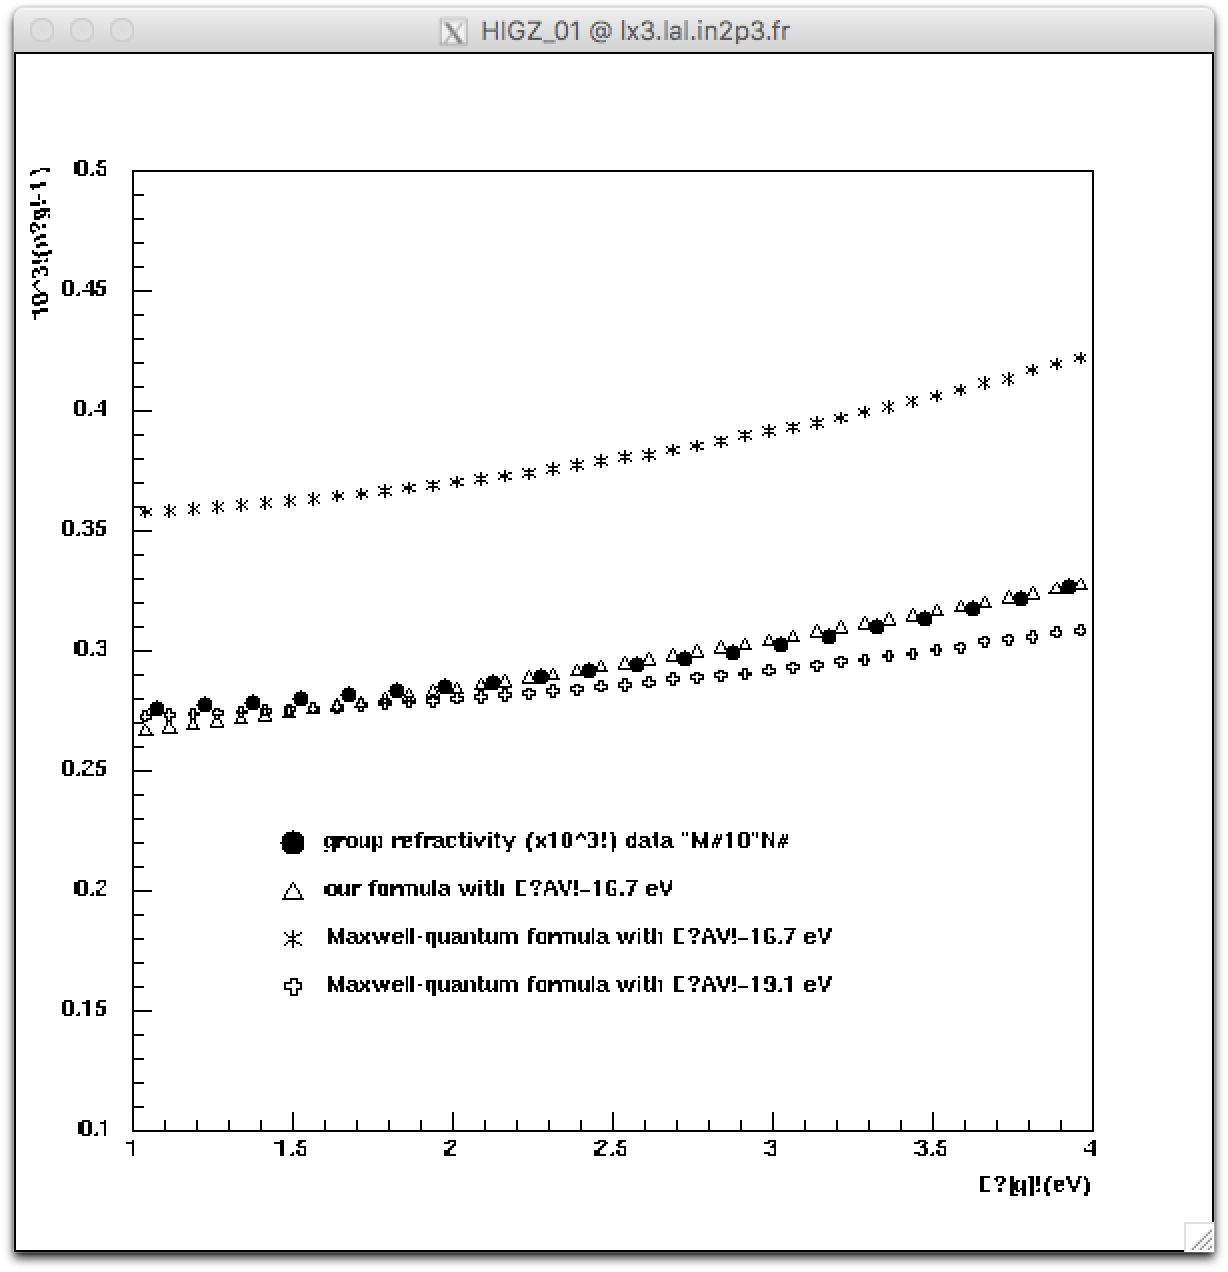 HIGZ_01 @ lx3.lal.in2p3.fr
10^3!(n?g!-1)
0.5
0.45
0.4
0.35
0.3
0.25
0.2
0.15
0.1
group refractivity (x10^3!) data "M#10"N#
our formula with E?AV!=16.7 eV
Maxwell-quantum formula with E?AV!=16.7 eV
Maxwell-quantum formula with E?AV!=19.1 eV
1
1.5
2
2.5
3
3.5
4
E?[g]!(eV)